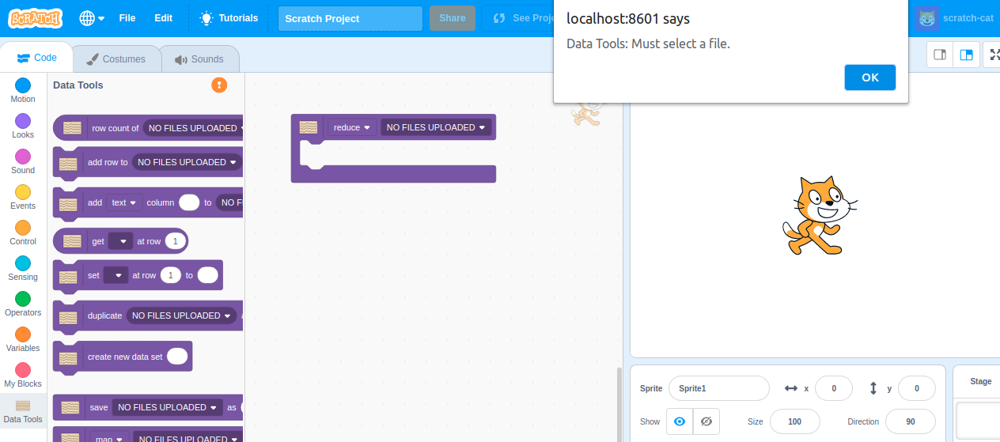 SCRATCH
File
Edit
Tutorials
Scratch Project
Share
See Proje
scratch-cat
localhost:8601 says
Data Tools: Must select a file.
OK
Code
Costumes
Sounds
Motion
Looks
Sound
Events
Control
Sensing
Operators
Variables
My Blocks
Data Tools
Data Tools
row count of NO FILES UPLOADED
add row to NO FILES UPLOADED
add text column to NO F
get at row 1
set at row 1 to
duplicate NO FILES UPLOADED
create new data set
save NO FILES UPLOADED as
map NO FILES UPLOADED
reduce NO FILES UPLOADED
Sprite Sprite1 x 0 y 0
Show Size 100 Direction 90
Stage